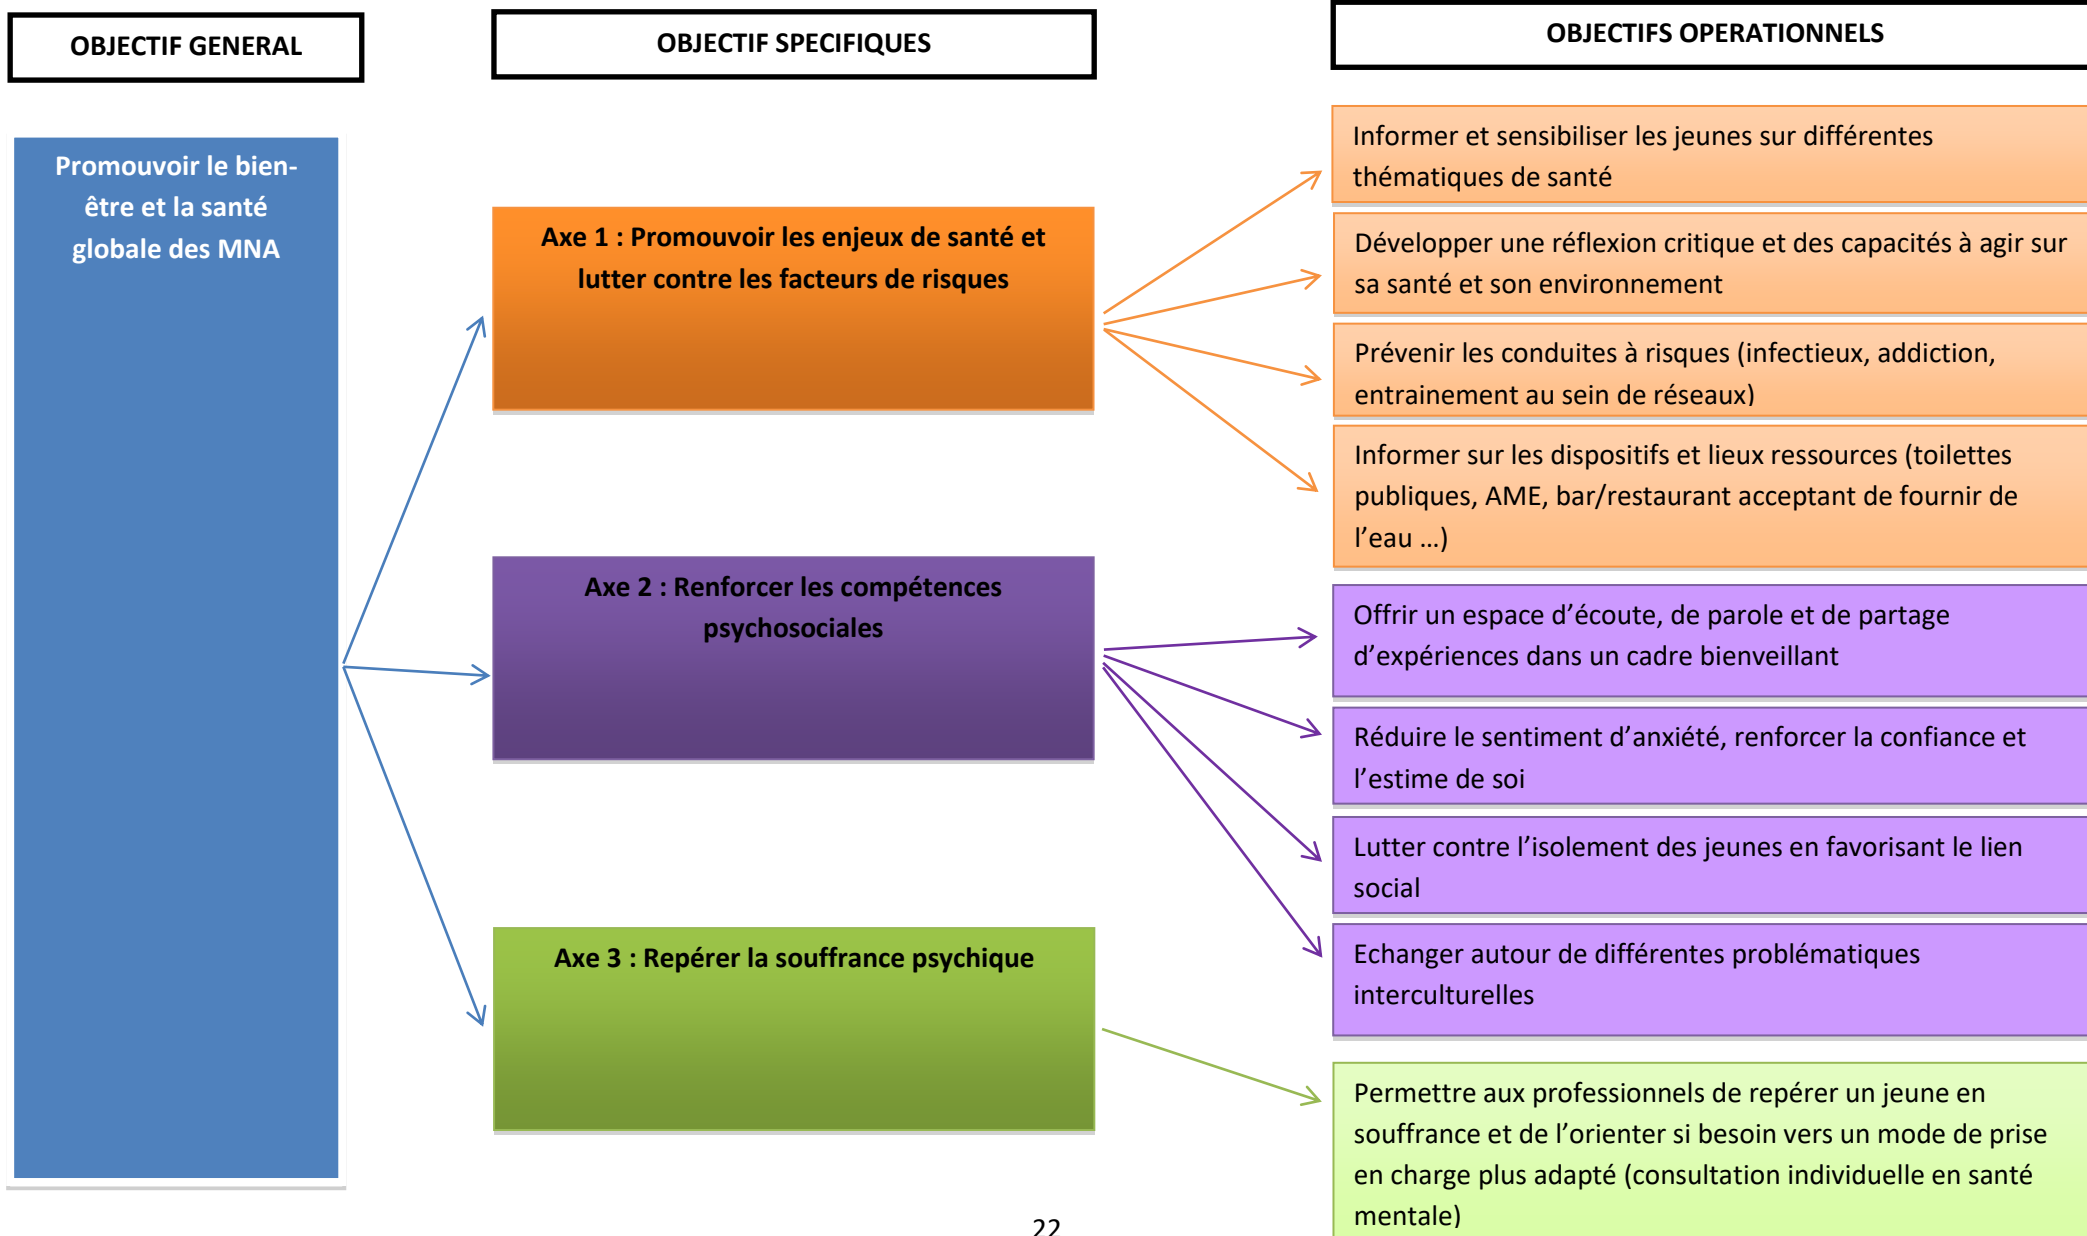 OBJECTIF GENERAL
OBJECTIF SPECIFIQUES
OBJECTIFS OPERATIONNELS
Promouvoir le bien-
être et la santé
globale des MNA
Axe 1 : Promouvoir les enjeux de santé et
lutter contre les facteurs de risques
Informer et sensibiliser les jeunes sur différentes
thématiques de santé
Développer une réflexion critique et des capacités à agir sur
sa santé et son environnement
Prévenir les conduites à risques (infectieux, addiction,
entrainement au sein de réseaux)
Informer sur les dispositifs et lieux ressources (toilettes
publiques, AME, bar/restaurant acceptant de fournir de
l’eau …)
Axe 2 : Renforcer les compétences
psychosociales
Offrir un espace d’écoute, de parole et de partage
d’expériences dans un cadre bienveillant
Réduire le sentiment d’anxiété, renforcer la confiance et
l’estime de soi
Lutter contre l’isolement des jeunes en favorisant le lien
social
Echanger autour de différentes problématiques
interculturelles
Axe 3 : Repérer la souffrance psychique
Permettre aux professionnels de repérer un jeune en
souffrance et de l’orienter si besoin vers un mode de prise
en charge plus adapté (consultation individuelle en santé
mentale)
22